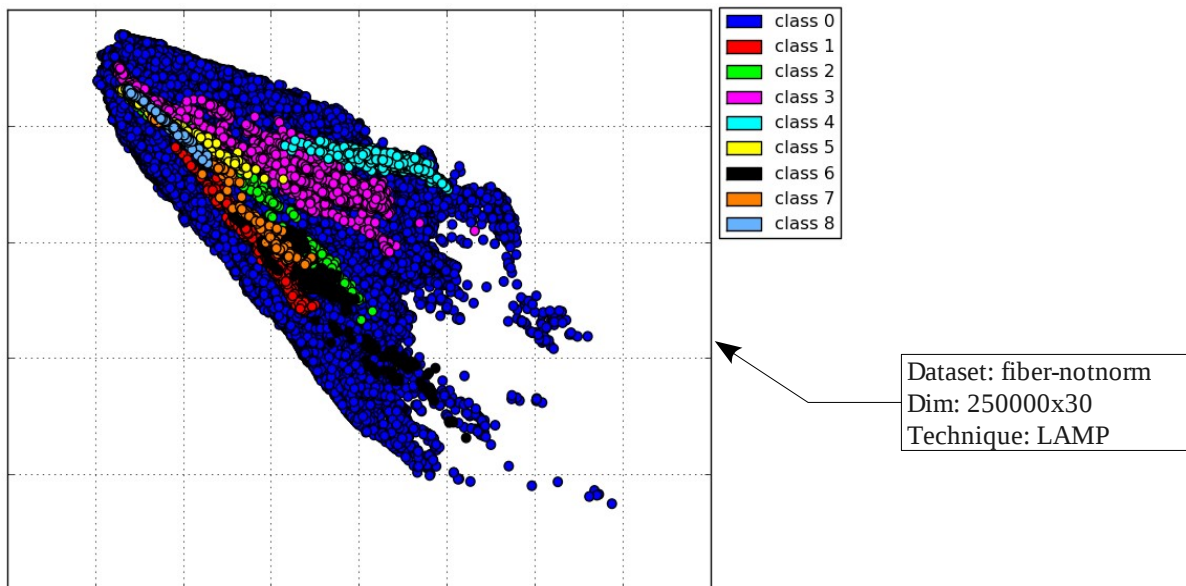 class 0
class 1
class 2
class 3
class 4
class 5
class 6
class 7
class 8
Dataset: fiber-notnorm
Dim: 250000x30
Technique: LAMP